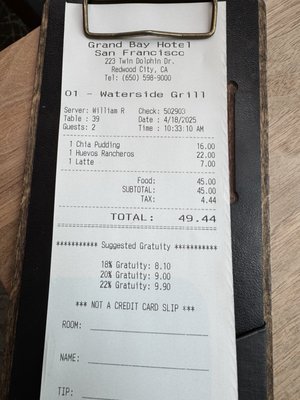 Grand Bay Hotel
San Francisco
223 Twin Dolphin Dr.
Redwood City, CA
Tel: (650) 598-9000
01 - Waterside Grill
Server: William R Check: 502903
Table : 39 Date : 4/18/2025
Guests: 2 Time : 10:33:10 AM
1 Chia Pudding 16.00
1 Huevos Rancheros 22.00
1 Latte 7.00
Food: 45.00
SUBTOTAL: 45.00
TAX: 4.44
TOTAL: 49.44
********** Suggested Gratuity **********
18% Gratuity: 8.10
20% Gratuity: 9.00
22% Gratuity: 9.90
*** NOT A CREDIT CARD SLIP ***
ROOM:
NAME:
TIP: